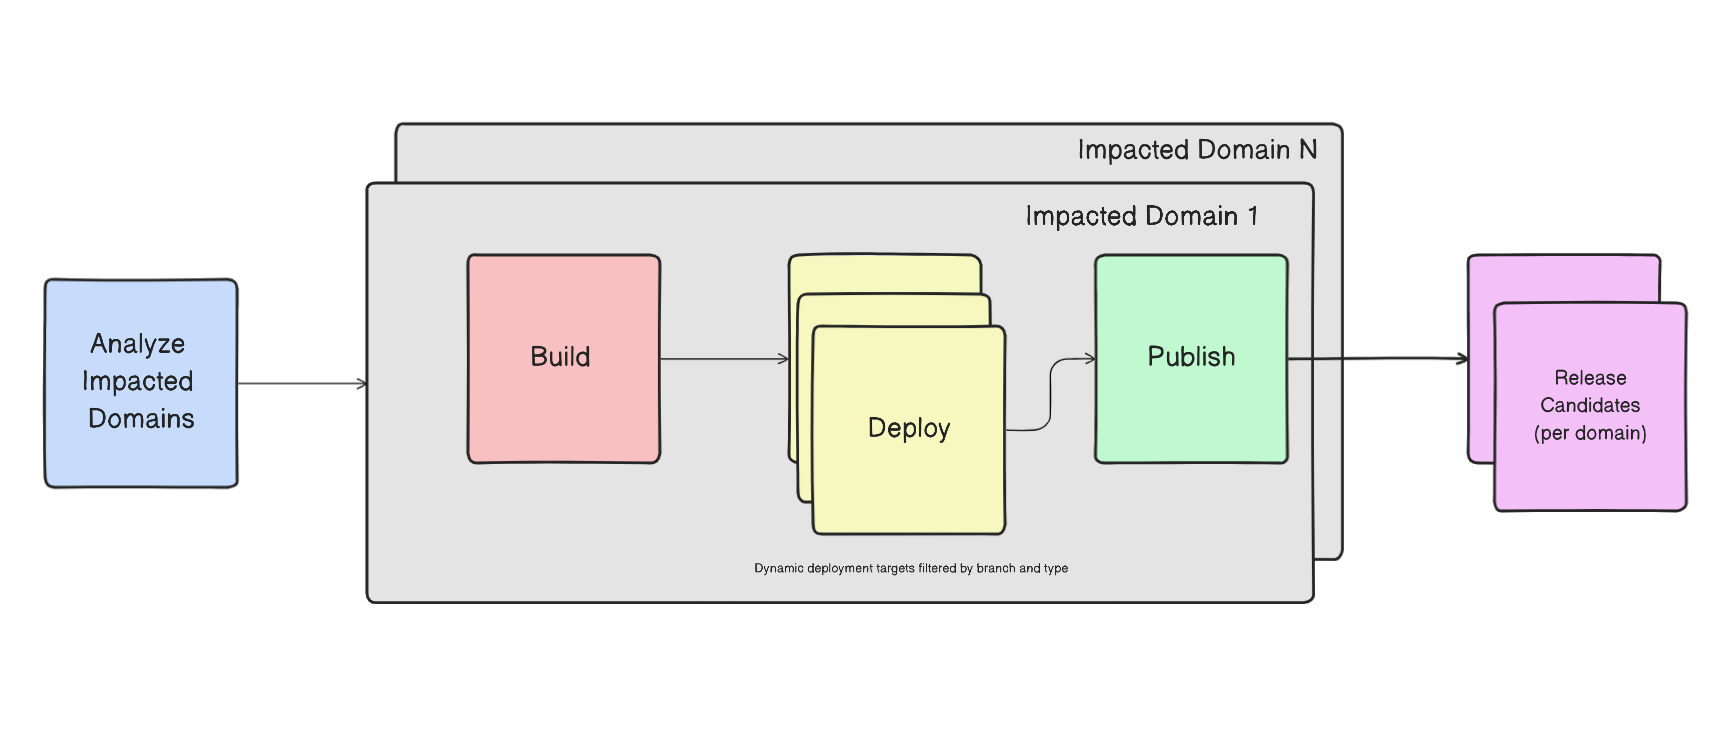 Impacted Domain N
Impacted Domain 1
Analyze
Impacted
Domains
Build
Deploy
Publish
Release
Candidates
(per domain)
Dynamic deployment targets filtered by branch and type